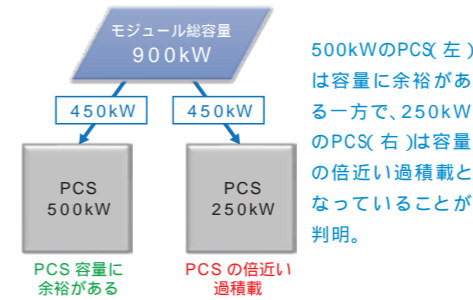 モジュール総容量
900kW
450kW
450kW
PCS
500kW
PCS
250kW
PCS 容量に
余裕がある
PCS の倍近い
過積載
500kWのPCS(左)
は容量に余裕があ
る一方で、250kW
のPCS(右)は容量
の倍近い過積載と
なっていることが
判明。